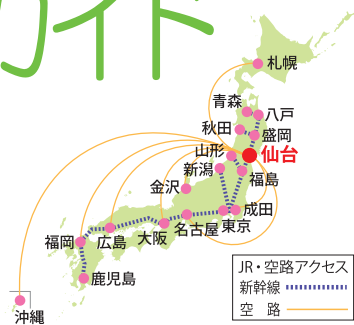 ガイド
札幌
青森
八戸
秋田
盛岡
山形
仙台
新潟
福島
金沢
成田
東京
名古屋
大阪
広島
福岡
鹿児島
沖縄
JR・空路アクセス
新幹線
空路